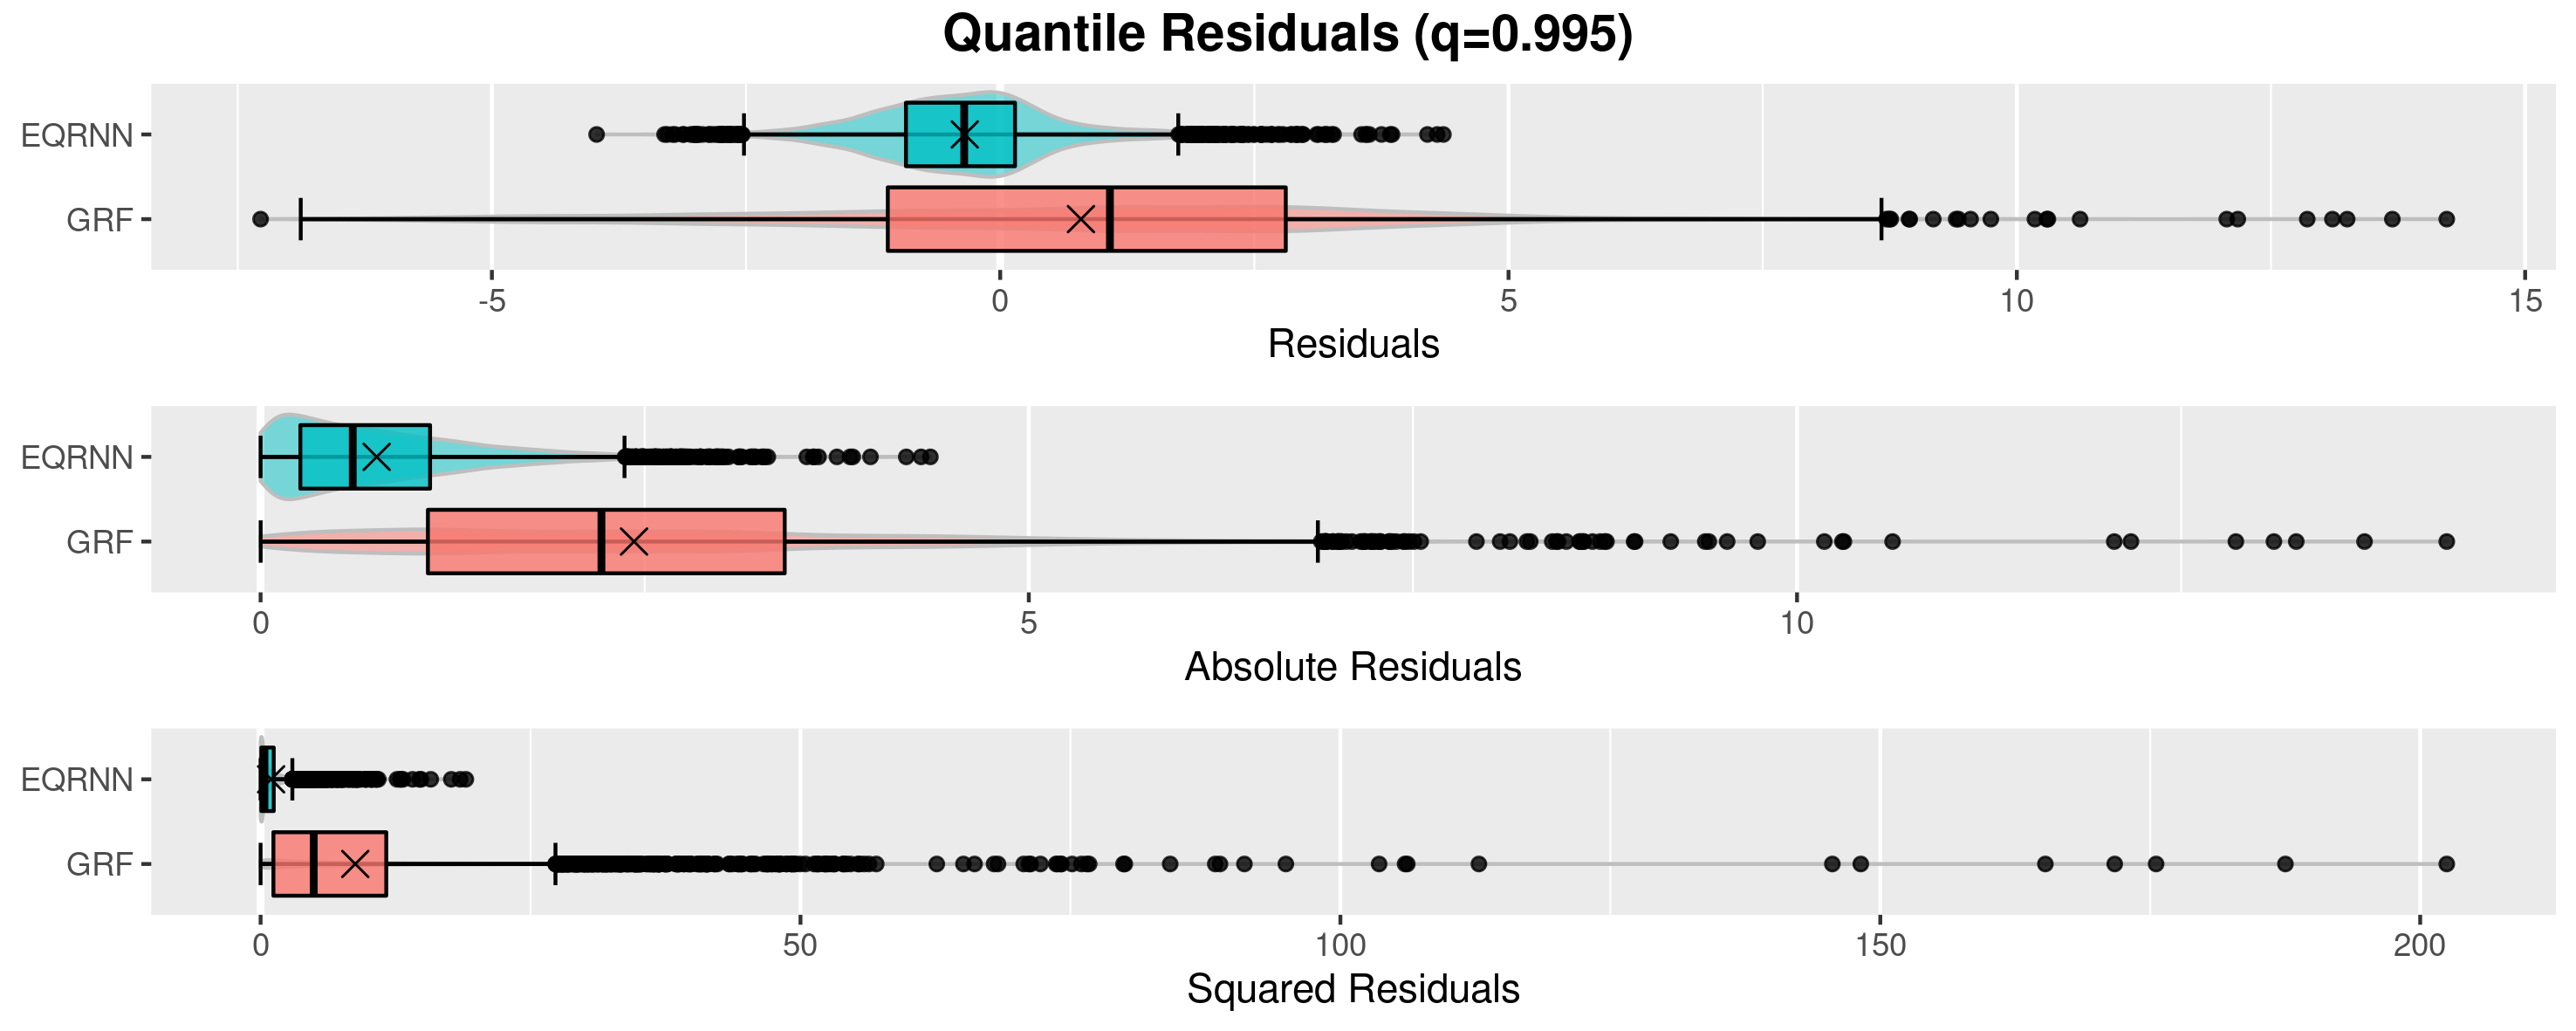 Quantile Residuals (q=0.995)
EQRNN
GRF
-5 0 5 10 15
Residuals
EQRNN
GRF
0 5 10
Absolute Residuals
EQRNN
GRF
0 50 100 150 200
Squared Residuals